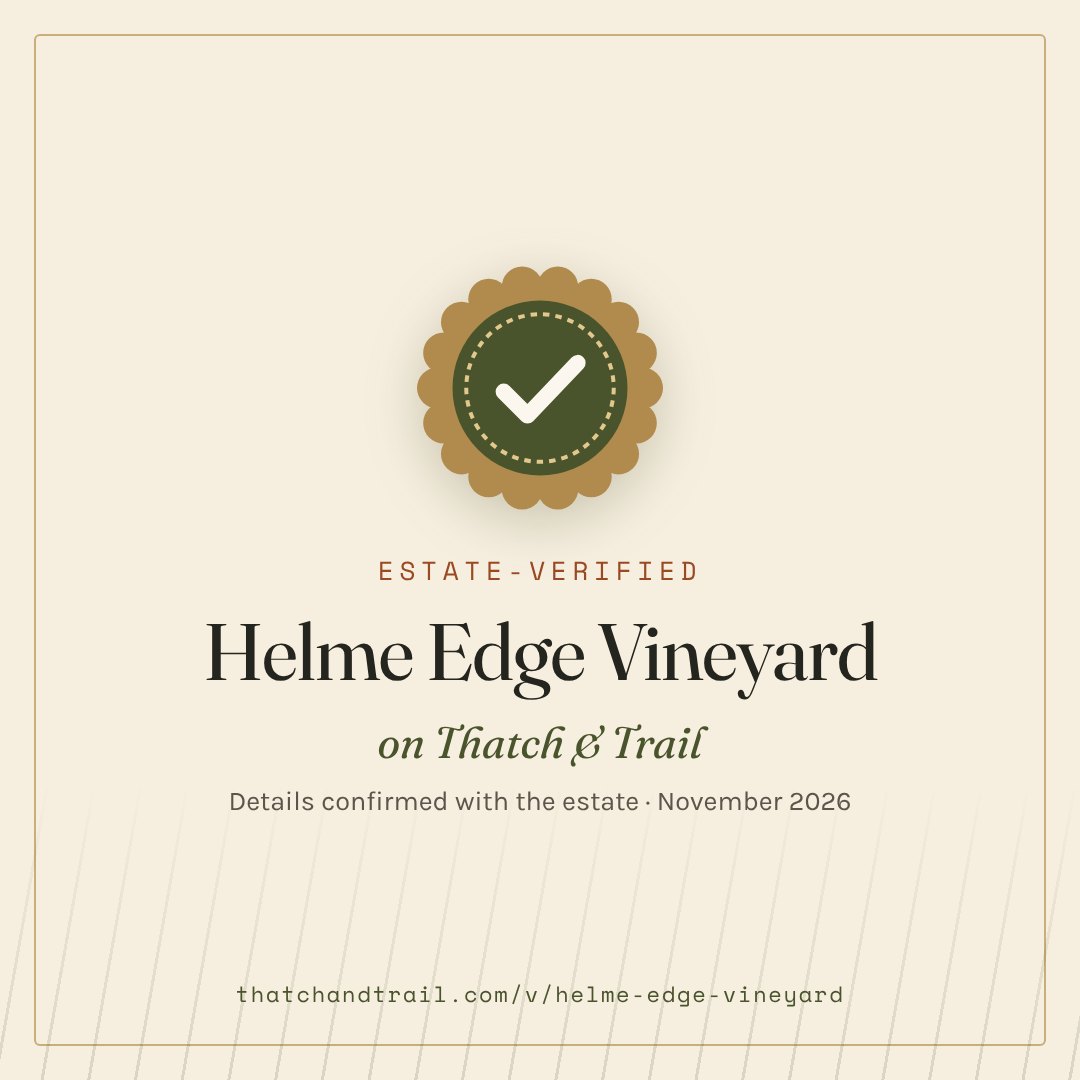 ESTATE-VERIFIED
Helme Edge Vineyard
on Thatch & Trail
Details confirmed with the estate · November 2026
thatchandtrail.com/v/helme-edge-vineyard